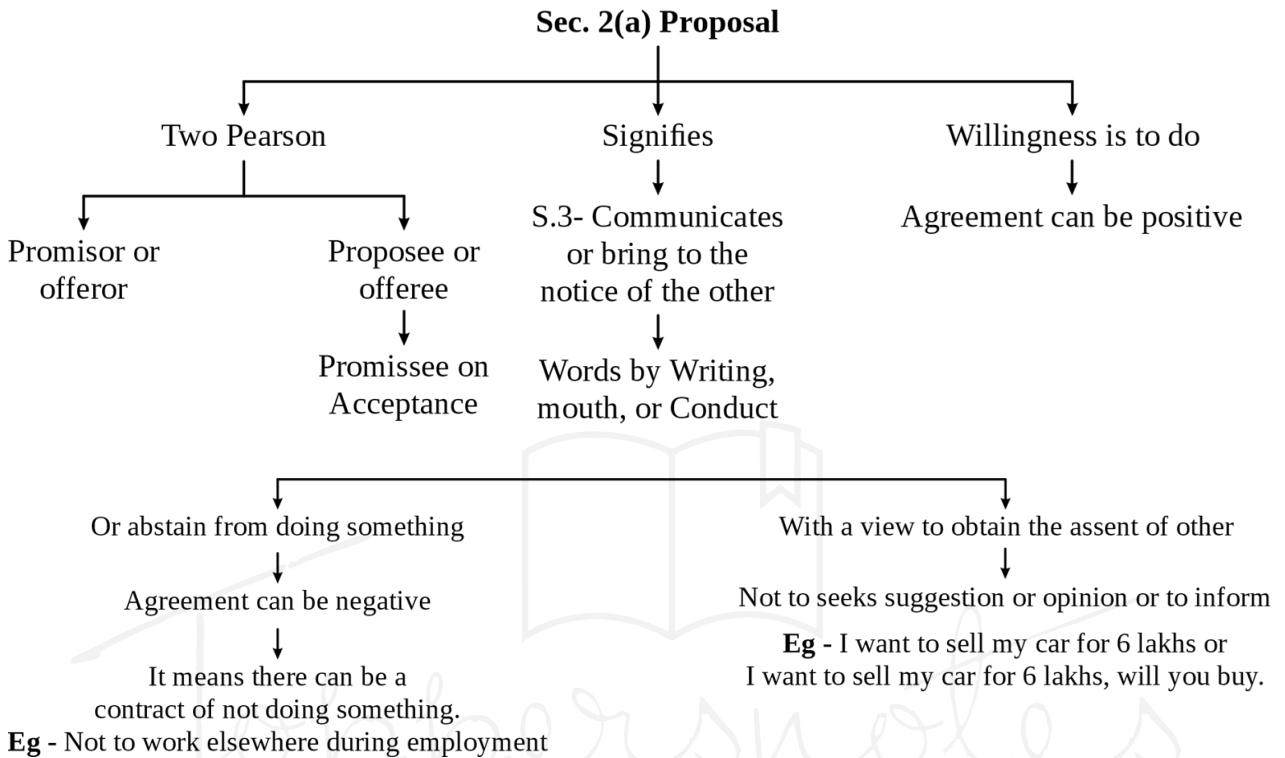 Sec. 2(a) Proposal
Two Pearson
Signifies
Willingness is to do
Promisor or
offeror
Proposee or
offeree
Promissee on
Acceptance
S.3- Communicates
or bring to the
notice of the other
Words by Writing,
mouth, or Conduct
Agreement can be positive
Or abstain from doing something
Agreement can be negative
It means there can be a
contract of not doing something.
Eg - Not to work elsewhere during employment
With a view to obtain the assent of other
Not to seeks suggestion or opinion or to inform
Eg - I want to sell my car for 6 lakhs or
I want to sell my car for 6 lakhs, will you buy.
Toppersnotes